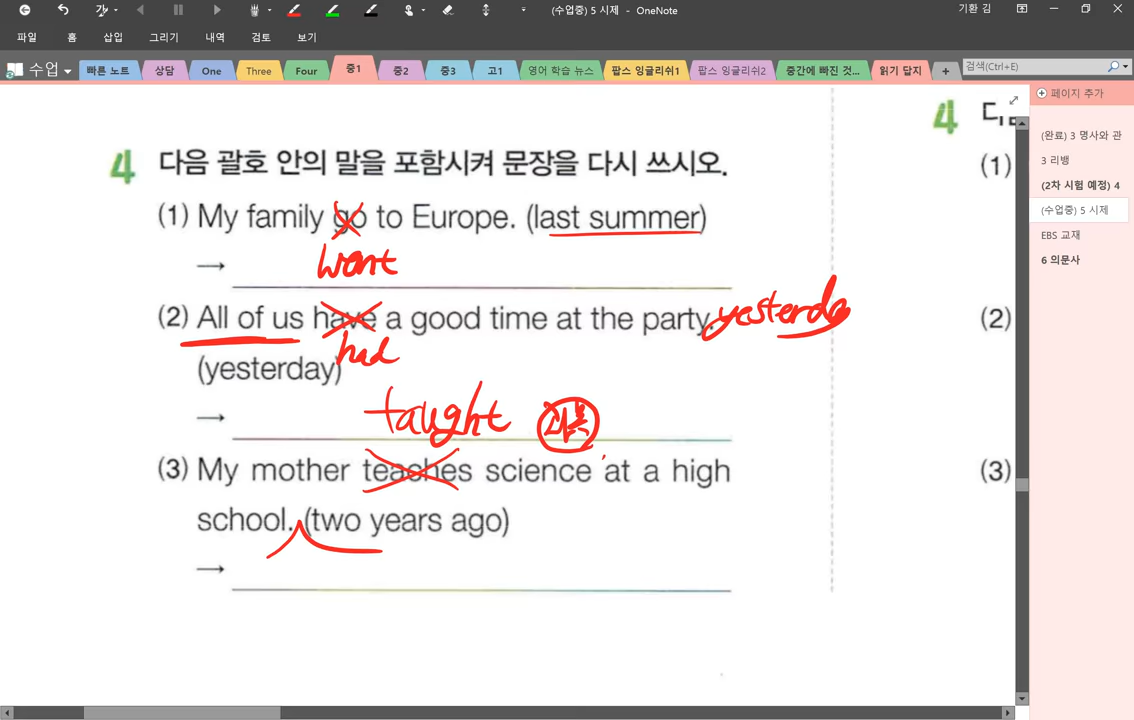 (수업중) 5 시제 - OneNote
기환 김
파일 홈 삽입 그리기 내역 검토 보기
수업 빠른 노트 상담 One Three Four 중1 중2 중3 고1 영어 학습 뉴스 팝스 잉글리쉬1 팝스 잉글리쉬2 중간에 빠진 것... 읽기 답지 + 검색(Ctrl+E)
페이지 추가
(완료) 3 명사와 관
3 리뱅
(2차 시험 예정) 4
(수업중) 5 시제
EBS 교재
6 의문사
4 다음 괄호 안의 말을 포함시켜 문장을 다시 쓰시오.
(1) My family go to Europe. (last summer)
→ went
(2) All of us have a good time at the party. yesterday
had
(yesterday)
→ taught
(3) My mother teaches science at a high
school. (two years ago)
→
4
(1)
(2)
(3)